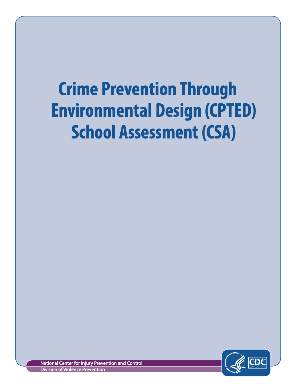 Crime Prevention Through
Environmental Design (CPTED)
School Assessment (CSA)
National Center for Injury Prevention and Control
Division of Violence Prevention
CDC